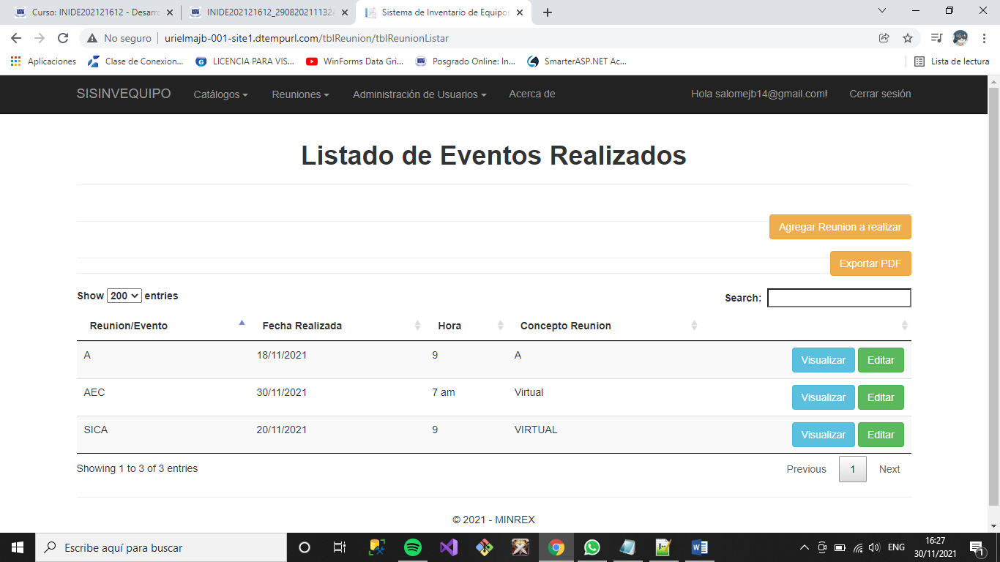 Curso: INIDE202121612 - Desarro
INIDE202121612_290820211132
Sistema de Inventario de Equipos
No seguro
urielmajb-001-site1.dtempurl.com/tblReunion/tblReunionListar
Aplicaciones
Clase de Conexion...
LICENCIA PARA VIS...
WinForms Data Gri...
Posgrado Online: In...
SmarterASP.NET Ac...
Lista de lectura
SISINVEQUIPO
Catálogos
Reuniones
Administración de Usuarios
Acerca de
Hola salomejb14@gmail.com!
Cerrar sesión
Listado de Eventos Realizados
Agregar Reunion a realizar
Exportar PDF
Show 200 entries
Search:
Reunion/Evento Fecha Realizada Hora Concepto Reunion
A 18/11/2021 9 A Visualizar Editar
AEC 30/11/2021 7 am Virtual Visualizar Editar
SICA 20/11/2021 9 VIRTUAL Visualizar Editar
Showing 1 to 3 of 3 entries
Previous 1 Next
© 2021 - MINREX
Escribe aquí para buscar
ENG
16:27
30/11/2021
1